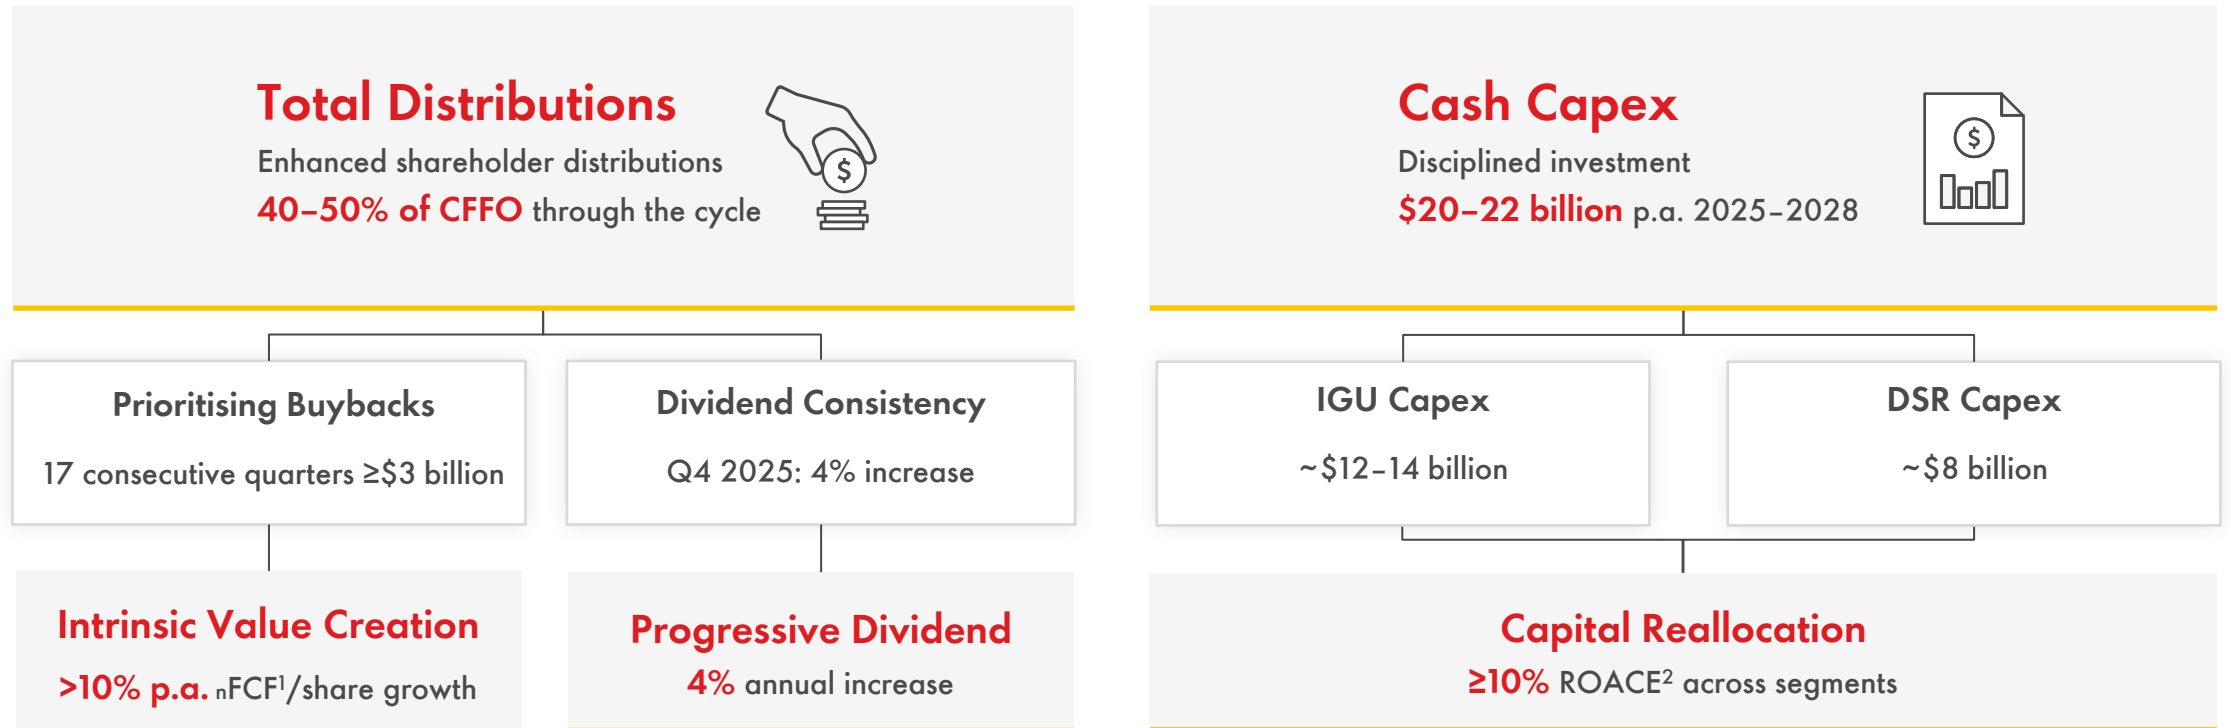 Total Distributions
Enhanced shareholder distributions
40–50% of CFFO through the cycle
$
Prioritising Buybacks
17 consecutive quarters ≥$3 billion
Dividend Consistency
Q4 2025: 4% increase
Intrinsic Value Creation
>10% p.a. nFCF¹/share growth
Progressive Dividend
4% annual increase
Cash Capex
Disciplined investment
$20–22 billion p.a. 2025–2028
$
IGU Capex
~$12–14 billion
DSR Capex
~$8 billion
Capital Reallocation
≥10% ROACE² across segments